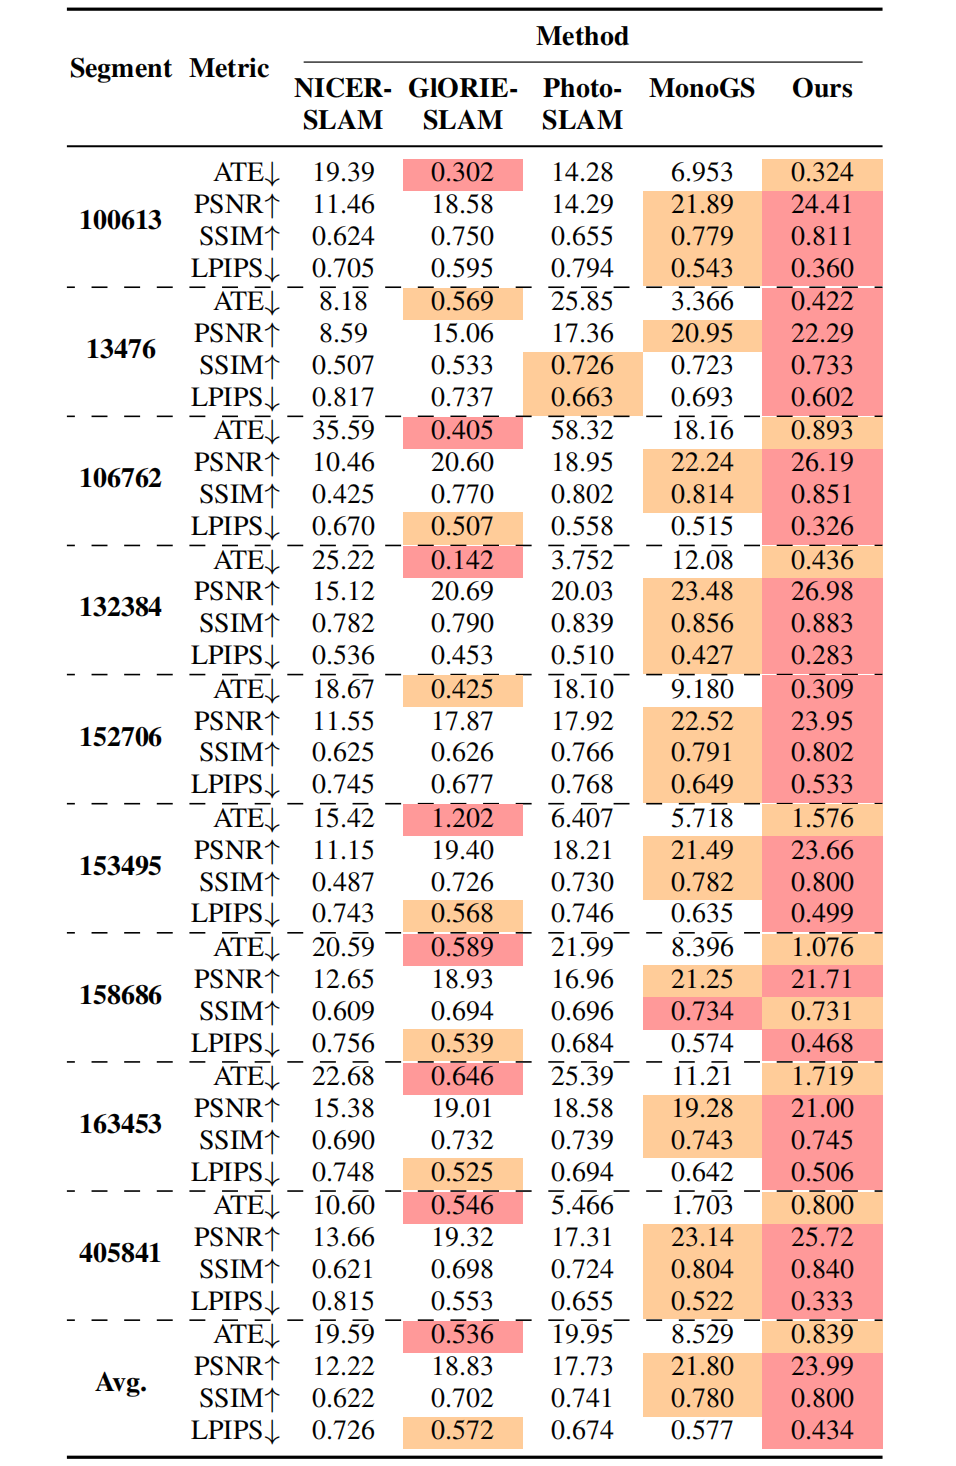 Method
Segment Metric
NICER- GlORIE- Photo- MonoGS Ours
SLAM SLAM SLAM
ATE↓ 19.39 0.302 14.28 6.953 0.324
PSNR↑ 11.46 18.58 14.29 21.89 24.41
100613
SSIM↑ 0.624 0.750 0.655 0.779 0.811
LPIPS↓ 0.705 0.595 0.794 0.543 0.360
ATE↓ 8.18 0.569 25.85 3.366 0.422
PSNR↑ 8.59 15.06 17.36 20.95 22.29
13476
SSIM↑ 0.507 0.533 0.726 0.723 0.733
LPIPS↓ 0.817 0.737 0.663 0.693 0.602
ATE↓ 35.59 0.405 58.32 18.16 0.893
PSNR↑ 10.46 20.60 18.95 22.24 26.19
106762
SSIM↑ 0.425 0.770 0.802 0.814 0.851
LPIPS↓ 0.670 0.507 0.558 0.515 0.326
ATE↓ 25.22 0.142 3.752 12.08 0.436
PSNR↑ 15.12 20.69 20.03 23.48 26.98
132384
SSIM↑ 0.782 0.790 0.839 0.856 0.883
LPIPS↓ 0.536 0.453 0.510 0.427 0.283
ATE↓ 18.67 0.425 18.10 9.180 0.309
PSNR↑ 11.55 17.87 17.92 22.52 23.95
152706
SSIM↑ 0.625 0.626 0.766 0.791 0.802
LPIPS↓ 0.745 0.677 0.768 0.649 0.533
ATE↓ 15.42 1.202 6.407 5.718 1.576
PSNR↑ 11.15 19.40 18.21 21.49 23.66
153495
SSIM↑ 0.487 0.726 0.730 0.782 0.800
LPIPS↓ 0.743 0.568 0.746 0.635 0.499
ATE↓ 20.59 0.589 21.99 8.396 1.076
PSNR↑ 12.65 18.93 16.96 21.25 21.71
158686
SSIM↑ 0.609 0.694 0.696 0.734 0.731
LPIPS↓ 0.756 0.539 0.684 0.574 0.468
ATE↓ 22.68 0.646 25.39 11.21 1.719
PSNR↑ 15.38 19.01 18.58 19.28 21.00
163453
SSIM↑ 0.690 0.732 0.739 0.743 0.745
LPIPS↓ 0.748 0.525 0.694 0.642 0.506
ATE↓ 10.60 0.546 5.466 1.703 0.800
PSNR↑ 13.66 19.32 17.31 23.14 25.72
405841
SSIM↑ 0.621 0.698 0.724 0.804 0.840
LPIPS↓ 0.815 0.553 0.655 0.522 0.333
ATE↓ 19.59 0.536 19.95 8.529 0.839
PSNR↑ 12.22 18.83 17.73 21.80 23.99
Avg.
SSIM↑ 0.622 0.702 0.741 0.780 0.800
LPIPS↓ 0.726 0.572 0.674 0.577 0.434